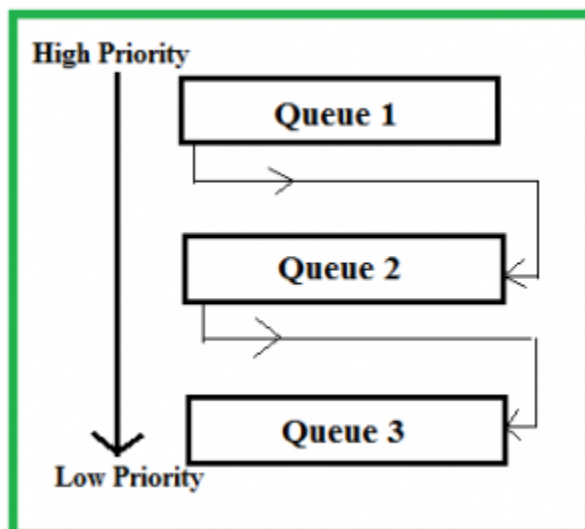 High Priority
Queue 1
Queue 2
Queue 3
Low Priority